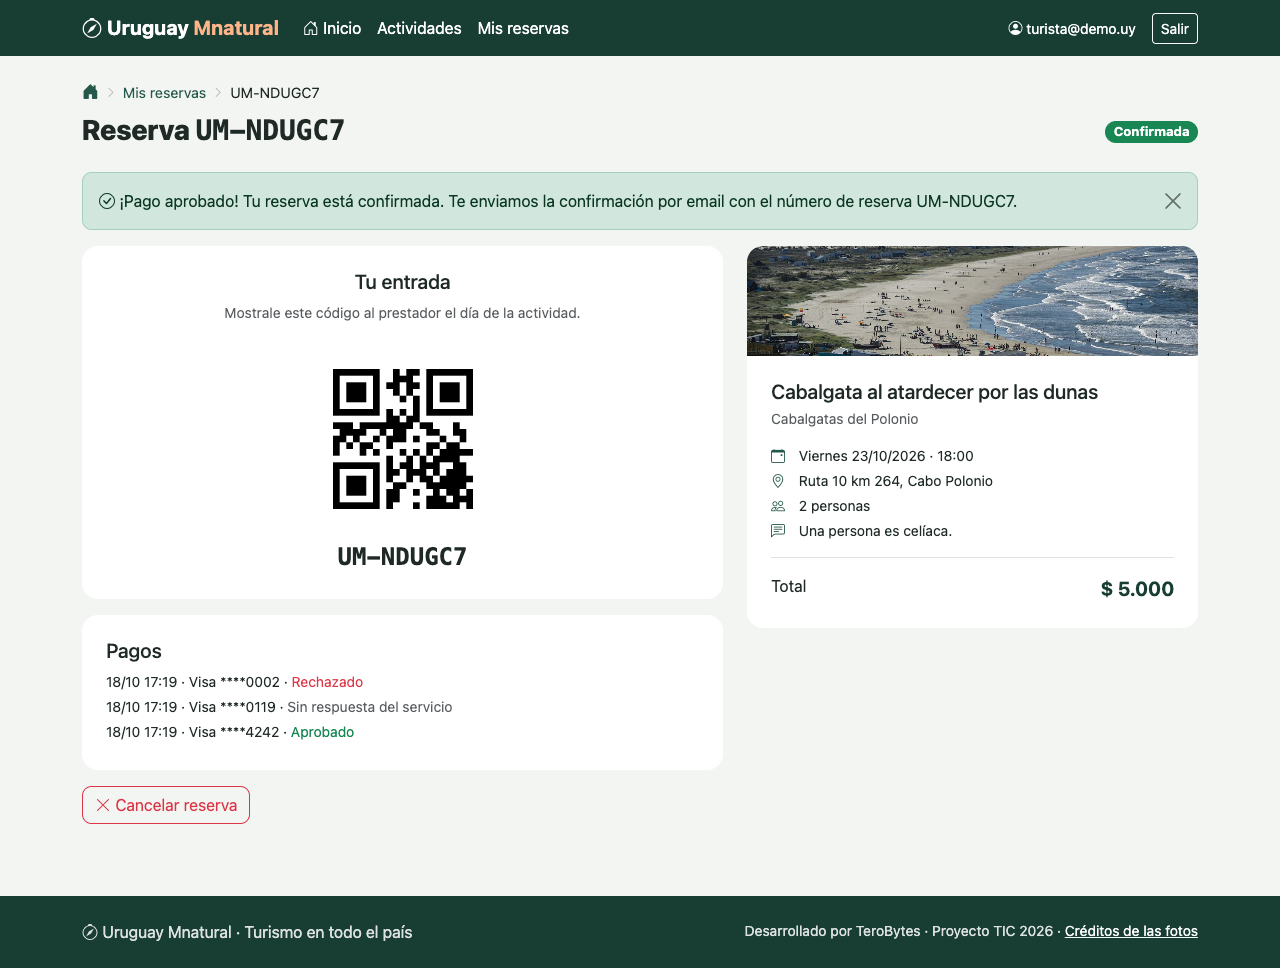 Uruguay Mnatural
Inicio
Actividades
Mis reservas
turista@demo.uy
Salir
Mis reservas
UM-NDUGC7
Reserva UM-NDUGC7
Confirmada
¡Pago aprobado! Tu reserva está confirmada. Te enviamos la confirmación por email con el número de reserva UM-NDUGC7.
Tu entrada
Mostrale este código al prestador el día de la actividad.
UM-NDUGC7
Pagos
18/10 17:19 · Visa ****0002 · Rechazado
18/10 17:19 · Visa ****0119 · Sin respuesta del servicio
18/10 17:19 · Visa ****4242 · Aprobado
Cancelar reserva
Cabalgata al atardecer por las dunas
Cabalgatas del Polonio
Viernes 23/10/2026 · 18:00
Ruta 10 km 264, Cabo Polonio
2 personas
Una persona es celíaca.
Total
$ 5.000
Uruguay Mnatural · Turismo en todo el país
Desarrollado por TeroBytes · Proyecto TIC 2026 · Créditos de las fotos